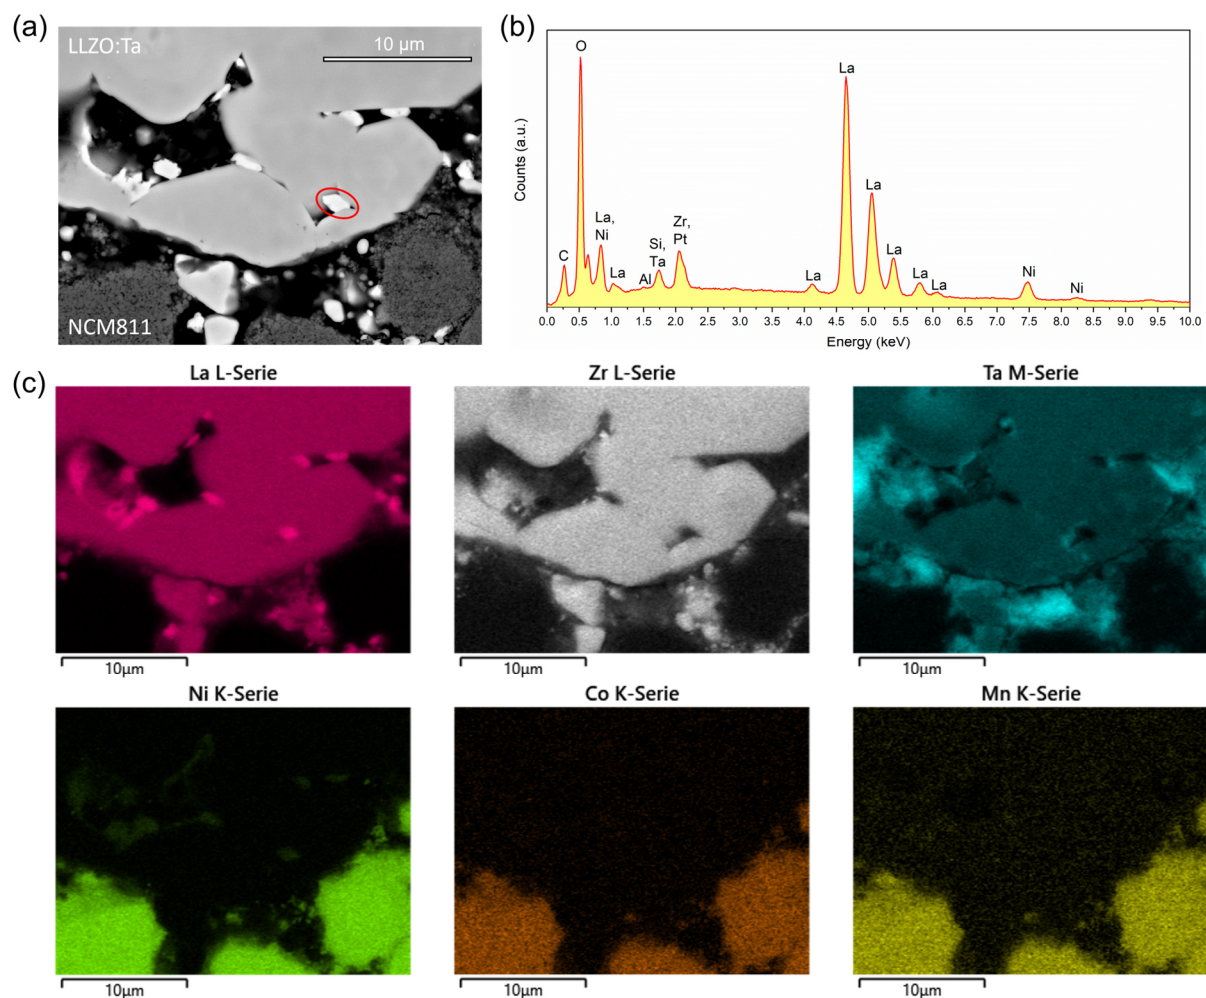 (a)
LLZO:Ta
10 µm
NCM811
(b)
Counts (a.u.)
O
C
La,
Ni
La
Al
Si,
Ta
Zr,
Pt
La
La
La
La
La
La
Ni
Ni
0.0 0.5 1.0 1.5 2.0 2.5 3.0 3.5 4.0 4.5 5.0 5.5 6.0 6.5 7.0 7.5 8.0 8.5 9.0 9.5 10.0
Energy (keV)
(c)
La L-Serie
Zr L-Serie
Ta M-Serie
10µm
10µm
10µm
Ni K-Serie
Co K-Serie
Mn K-Serie
10µm
10µm
10µm